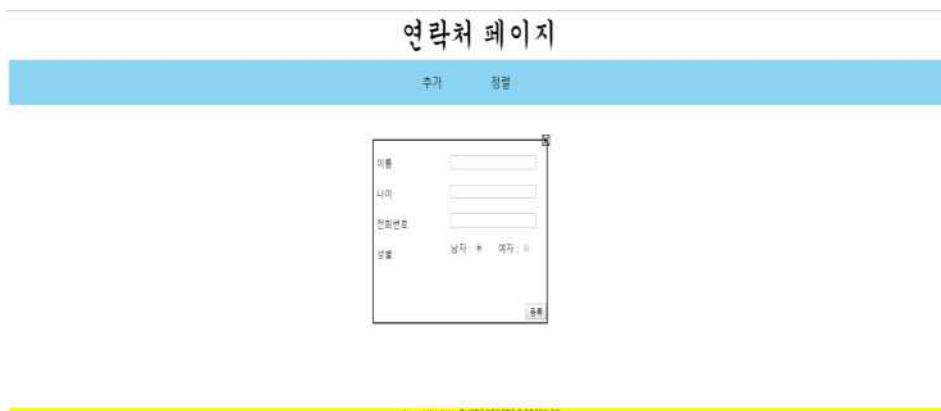 연락처 페이지
추가 정렬
이름
나이
전화번호
성별 남자 : 여자 :
등록